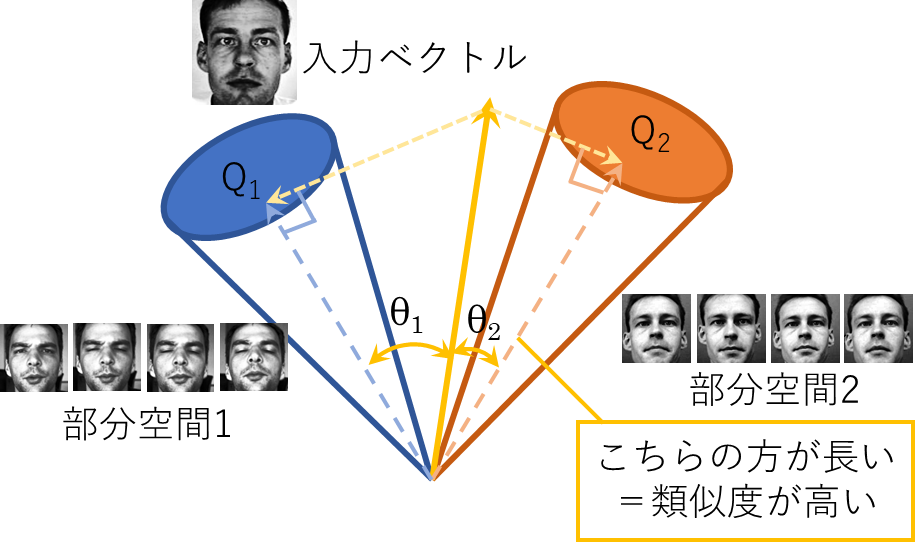 入力ベクトル
Q1
Q2
θ1
θ2
部分空間1
部分空間2
こちらの方が長い
＝類似度が高い